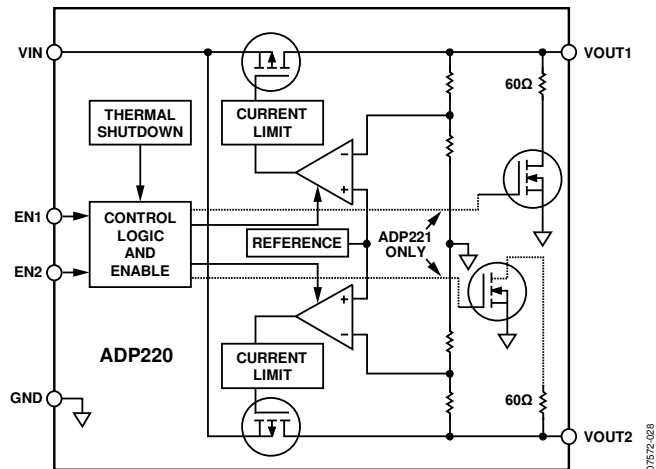 VIN
VOUT1
60Ω
THERMAL
SHUTDOWN
CURRENT
LIMIT
–
+
EN1
CONTROL
LOGIC
AND
ENABLE
REFERENCE
ADP221
ONLY
EN2
+
–
ADP220
CURRENT
LIMIT
GND
60Ω
VOUT2
07572-028